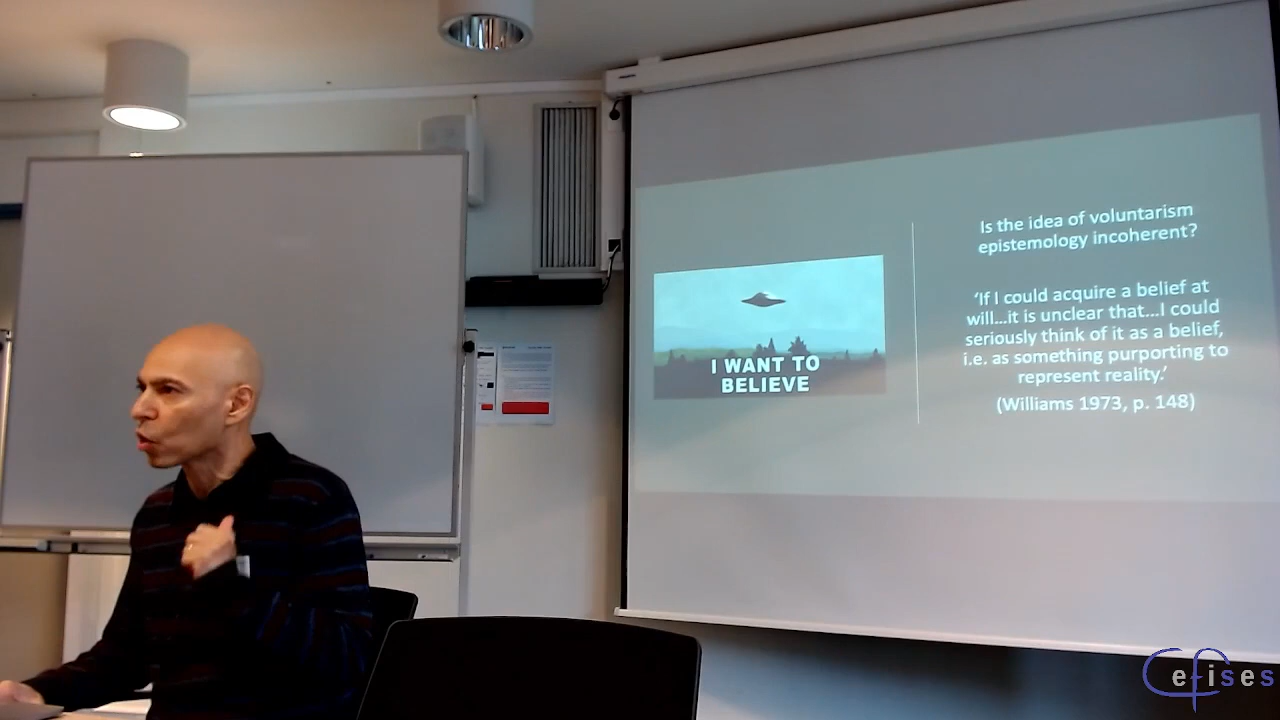 I WANT TO
BELIEVE
Is the idea of voluntarism
epistemology incoherent?
‘If I could acquire a belief at
will...it is unclear that...I could
seriously think of it as a belief,
i.e. as something purporting to
represent reality.’
(Williams 1973, p. 148)
Cefises